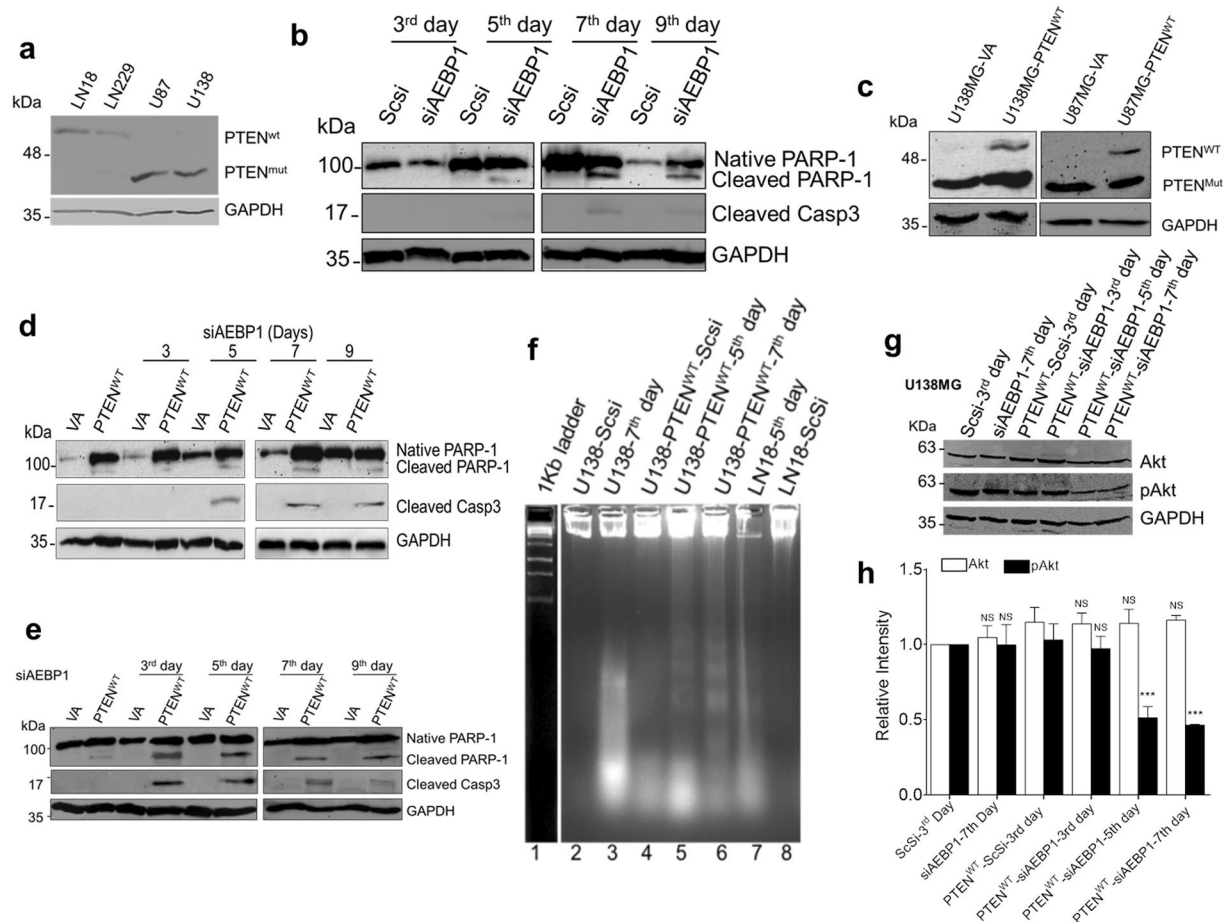 a
LN18 LN229 U87 U138
kDa
48
35
PTENwt
PTENmut
GAPDH
b
3rd day 5th day 7th day 9th day
Scsi siAEBP1 Scsi siAEBP1 Scsi siAEBP1 Scsi siAEBP1
kDa
100
17
35
Native PARP-1
Cleaved PARP-1
Cleaved Casp3
GAPDH
c
U138MG-VA U138MG-PTENWT U87MG-VA U87MG-PTENWT
kDa
48
35
PTENWT
PTENMut
GAPDH
d
siAEBP1 (Days)
3 5 7 9
VA PTENWT VA PTENWT VA PTENWT VA PTENWT VA PTENWT
kDa
100
17
35
Native PARP-1
Cleaved PARP-1
Cleaved Casp3
GAPDH
e
siAEBP1
3rd day 5th day 7th day 9th day
VA PTENWT VA PTENWT VA PTENWT VA PTENWT VA PTENWT
kDa
100
17
35
Native PARP-1
Cleaved PARP-1
Cleaved Casp3
GAPDH
f
1Kb ladder
U138-Scsi
U138-7th day
U138-PTENWT-Scsi
U138-PTENWT-5th day
U138-PTENWT-7th day
LN18-5th day
LN18-ScSi
1 2 3 4 5 6 7 8
g
U138MG
Scsi-3rd day
siAEBP1-7th day
PTENWT-Scsi-3rd day
PTENWT-siAEBP1-3rd day
PTENWT-siAEBP1-5th day
PTENWT-siAEBP1-7th day
KDa
63
63
35
Akt
pAkt
GAPDH
h
Akt pAkt
Relative Intensity
1.5
1.0
0.5
0.0
NS NS NS NS NS NS
*** ***
ScSi-3rd Day
siAEBP1-7th Day
PTENWT-ScSi-3rd day
PTENWT-siAEBP1-3rd day
PTENWT-siAEBP1-5th day
PTENWT-siAEBP1-7th day